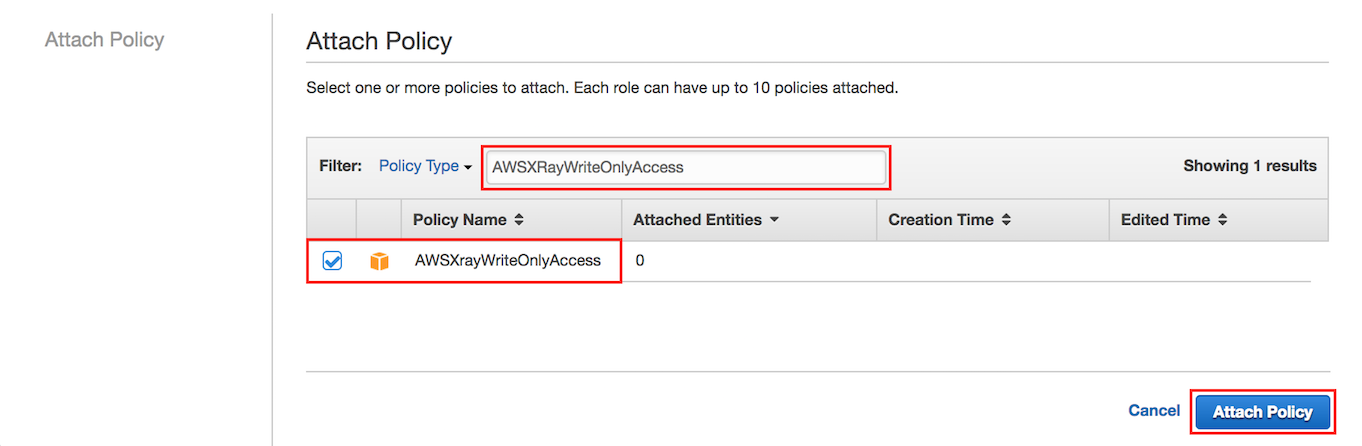 Attach Policy
Attach Policy
Select one or more policies to attach. Each role can have up to 10 policies attached.
Filter: Policy Type AWSXRayWriteOnlyAccess Showing 1 results
Policy Name Attached Entities Creation Time Edited Time
AWSXrayWriteOnlyAccess 0
Cancel Attach Policy